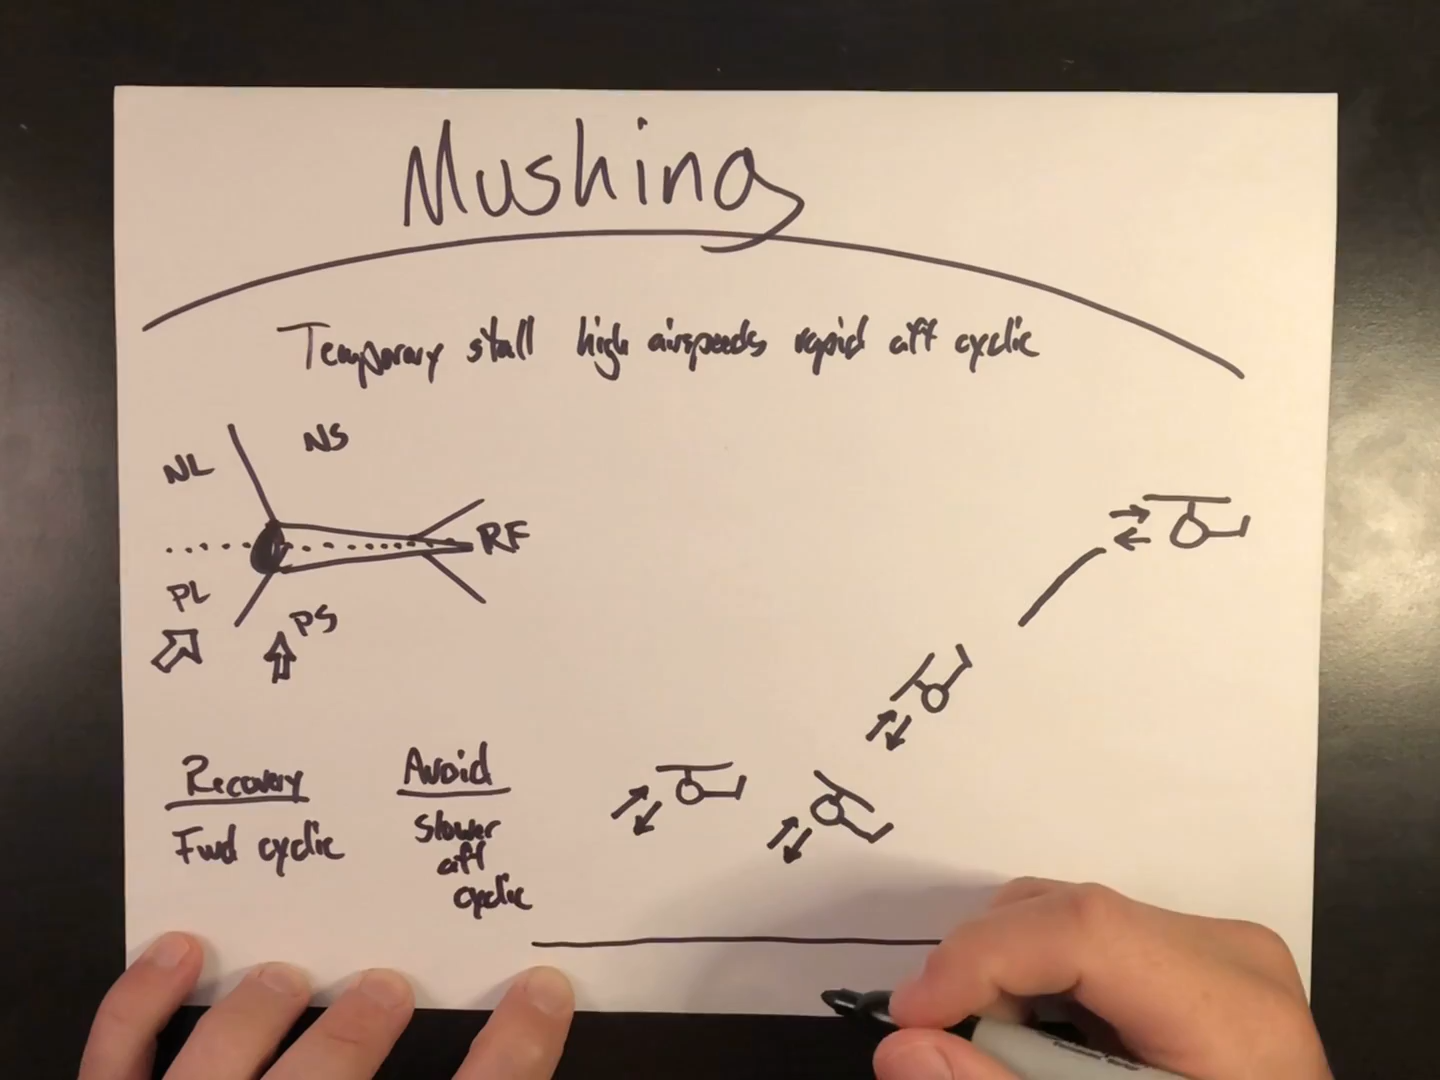 Mushing
Temporary stall high airspeeds rapid aft cyclic
NL
NS
RF
PL
PS
Recovery
Fwd cyclic
Avoid
Slower
aff
cyclic